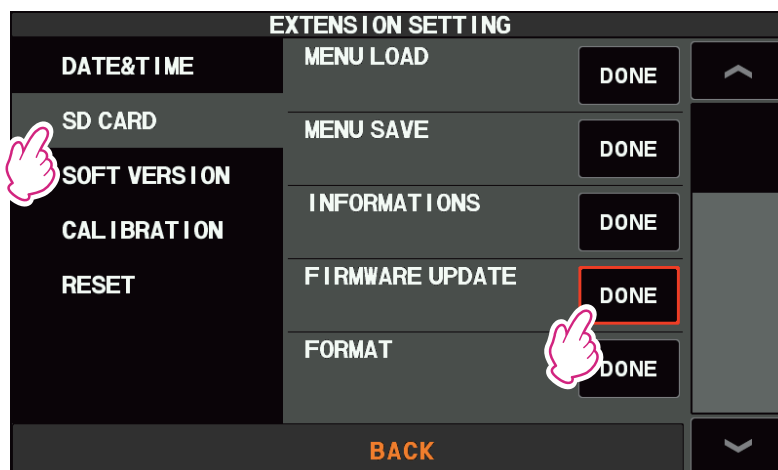 EXTENSION SETTING
DATE&TIME
SD CARD
SOFT VERSION
CALIBRATION
RESET
MENU LOAD
DONE
MENU SAVE
DONE
INFORMATIONS
DONE
FIRMWARE UPDATE
DONE
FORMAT
DONE
BACK